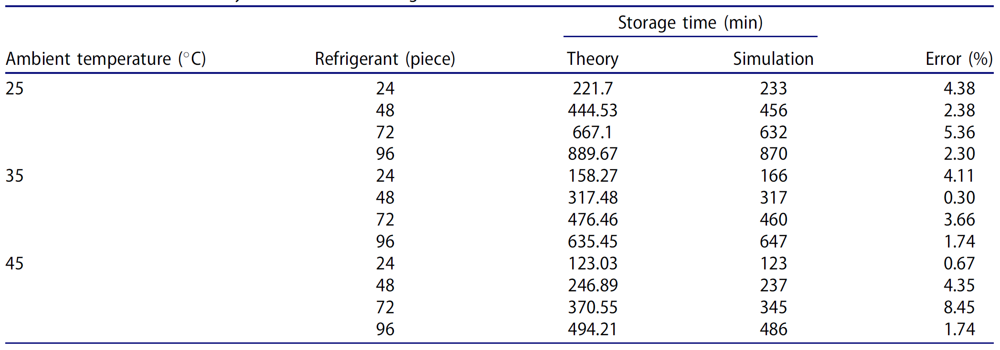 Storage time (min)
Ambient temperature (°C) Refrigerant (piece) Theory Simulation Error (%)
25 24 221.7 233 4.38
48 444.53 456 2.38
72 667.1 632 5.36
96 889.67 870 2.30
35 24 158.27 166 4.11
48 317.48 317 0.30
72 476.46 460 3.66
96 635.45 647 1.74
45 24 123.03 123 0.67
48 246.89 237 4.35
72 370.55 345 8.45
96 494.21 486 1.74